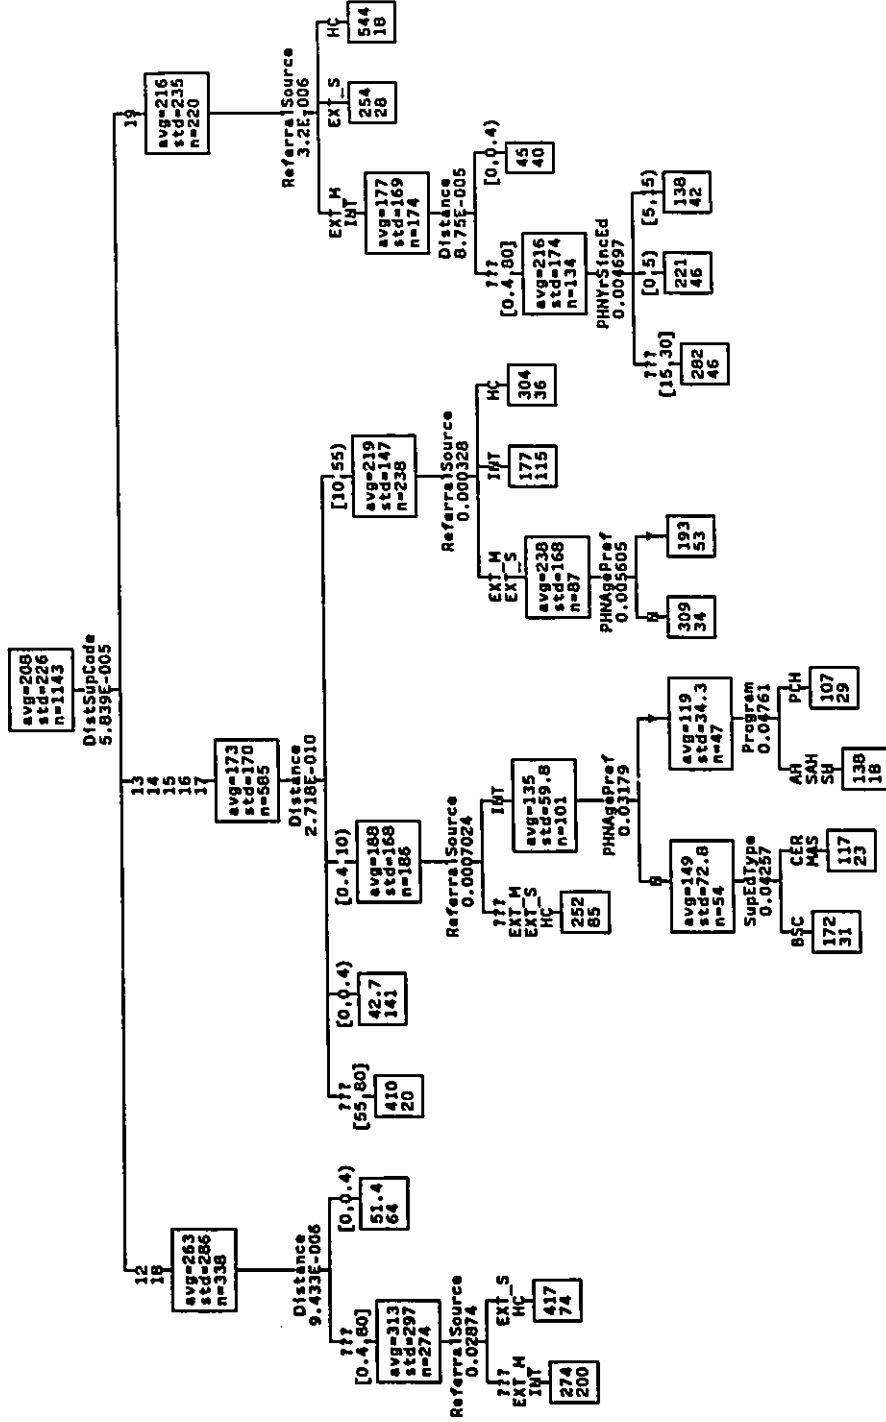 avg=208
std=226
n=1143
DistSupCode
5.839E-005
12
18
avg=263
std=286
n=338
Distance
9.433E-006
???
[0.4,80]
avg=313
std=297
n=274
ReferralSource
0.02874
???
EXT_M
INT
274
200
EXT_S
HC
417
74
[0,0.4)
51.4
64
13
14
15
16
17
avg=173
std=170
n=585
Distance
2.718E-010
???
[55,80]
410
20
[0,0.4)
42.7
141
[0.4,10)
avg=188
std=168
n=186
ReferralSource
0.0007024
???
EXT_M
EXT_S
HC
252
85
INT
avg=135
std=59.8
n=101
PHNAgePref
0.03179
N
avg=149
std=72.8
n=54
SupEdType
0.04257
BSC
172
31
CER
MAS
117
23
avg=119
std=34.3
n=47
Program
0.04761
AH
SAH
SH
138
18
PCH
107
29
[10,55)
avg=219
std=147
n=238
ReferralSource
0.000328
EXT_M
EXT_S
avg=238
std=168
n=87
PHNAgePref
0.005605
N
309
34
193
53
INT
177
115
HC
304
36
19
avg=216
std=235
n=220
ReferralSource
3.2E-006
EXT_M
INT
avg=177
std=169
n=174
Distance
8.75E-005
???
[0.4,80]
avg=216
std=174
n=134
PHNYrSincEd
0.004697
???
[15,30]
282
46
[0,5)
221
46
[5,15)
138
42
[0,0.4)
45
40
EXT_S
254
28
HC
544
18